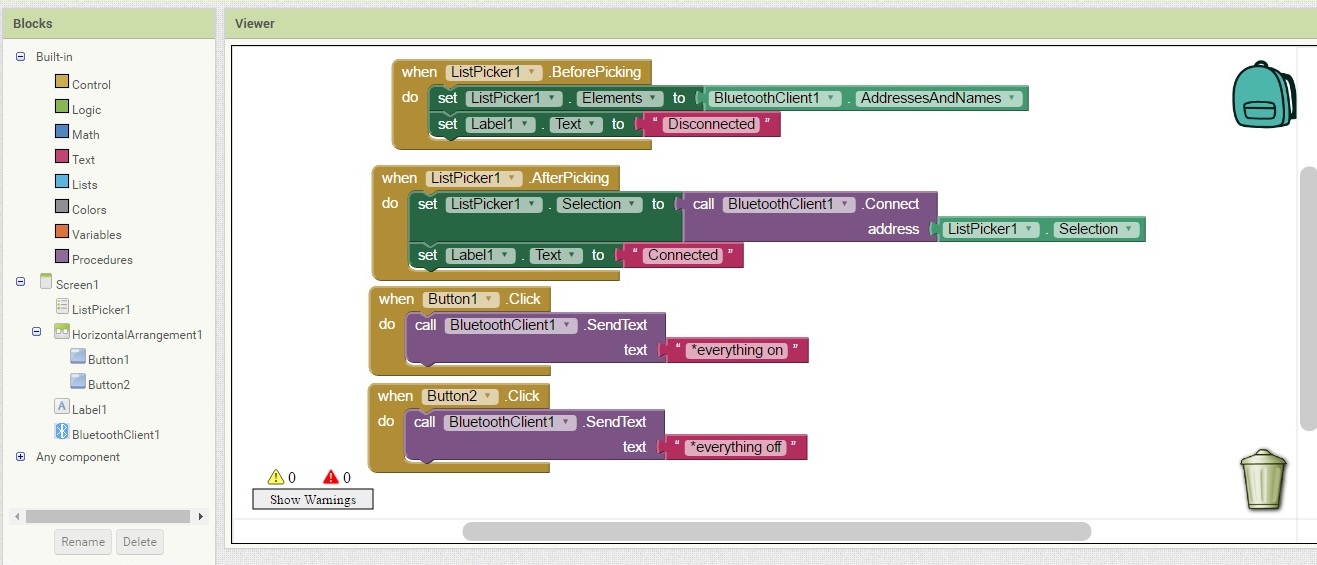 Blocks
Viewer
Built-in
Control
Logic
Math
Text
Lists
Colors
Variables
Procedures
Screen1
ListPicker1
HorizontalArrangement1
Button1
Button2
Label1
BluetoothClient1
Any component
Rename Delete
when ListPicker1 .BeforePicking
do set ListPicker1 . Elements to BluetoothClient1 . AddressesAndNames
set Label1 . Text to " Disconnected "
when ListPicker1 .AfterPicking
do set ListPicker1 . Selection to call BluetoothClient1 .Connect
address ListPicker1 . Selection
set Label1 . Text to " Connected "
when Button1 .Click
do call BluetoothClient1 .SendText
text " *everything on "
when Button2 .Click
do call BluetoothClient1 .SendText
text " *everything off "
0 0
Show Warnings